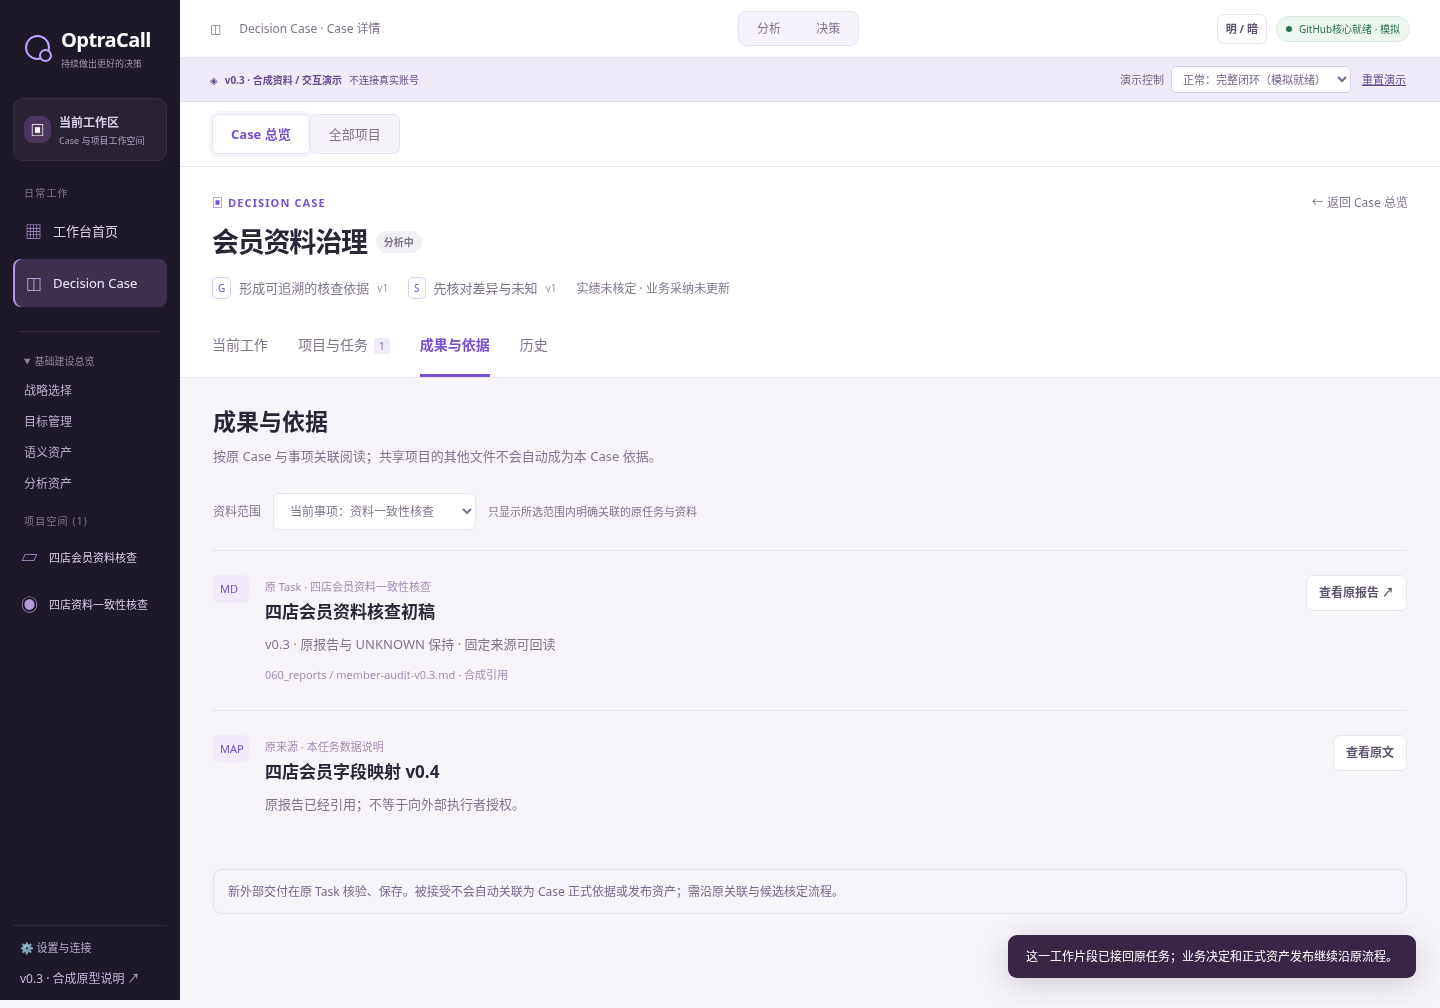 OptraCall
持续做出更好的决策
当前工作区
Case 与项目工作空间
日常工作
工作台首页
Decision Case
▼ 基础建设总览
战略选择
目标管理
语义资产
分析资产
项目空间 (1)
四店会员资料核查
四店资料一致性核查
⚙️ 设置与连接
v0.3 · 合成原型说明 ↗
Decision Case · Case 详情
分析
决策
明 / 暗
GitHub核心就绪 · 模拟
◈ v0.3 · 合成资料 / 交互演示 不连接真实账号
演示控制
正常：完整闭环（模拟就绪）
重置演示
Case 总览
全部项目
DECISION CASE
← 返回 Case 总览
会员资料治理 分析中
G 形成可追溯的核查依据 v1 S 先核对差异与未知 v1 实绩未核定 · 业务采纳未更新
当前工作
项目与任务 1
成果与依据
历史
成果与依据
按原 Case 与事项关联阅读；共享项目的其他文件不会自动成为本 Case 依据。
资料范围
当前事项：资料一致性核查
只显示所选范围内明确关联的原任务与资料
MD
原 Task · 四店会员资料一致性核查
四店会员资料核查初稿
v0.3 · 原报告与 UNKNOWN 保持 · 固定来源可回读
060_reports / member-audit-v0.3.md · 合成引用
查看原报告 ↗
MAP
原来源 · 本任务数据说明
四店会员字段映射 v0.4
原报告已经引用；不等于向外部执行者授权。
查看原文
新外部交付在原 Task 核验、保存。被接受不会自动关联为 Case 正式依据或发布资产；需沿原关联与候选核定流程。
这一工作片段已接回原任务；业务决定和正式资产发布继续沿原流程。